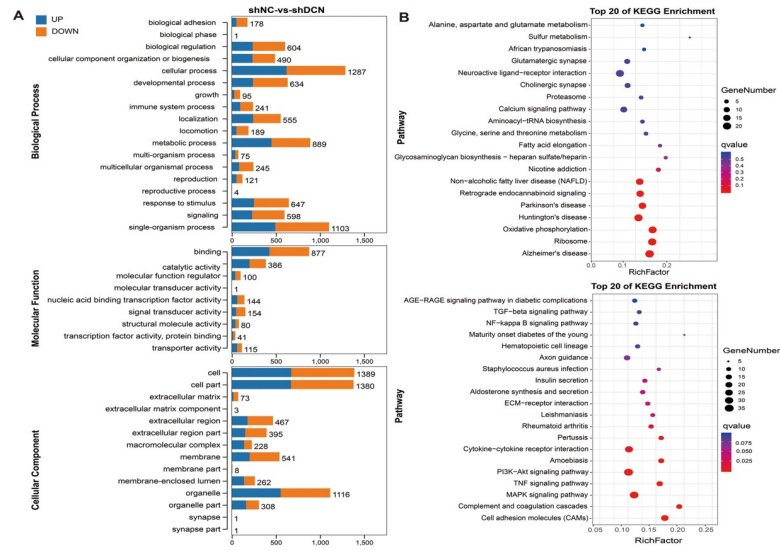 A
shNC-vs-shDCN
UP
DOWN
Biological Process
biological adhesion 178
biological phase 1
biological regulation 604
cellular component organization or biogenesis 490
cellular process 1287
developmental process 634
growth 95
immune system process 241
localization 555
locomotion 189
metabolic process 889
multi-organism process 75
multicellular organismal process 245
reproduction 121
reproductive process 4
response to stimulus 647
signaling 598
single-organism process 1103
0 500 1,000 1,500
Molecular Function
binding 877
catalytic activity 386
molecular function regulator 100
molecular transducer activity 1
nucleic acid binding transcription factor activity 144
signal transducer activity 154
structural molecule activity 80
transcription factor activity, protein binding 41
transporter activity 115
0 500 1,000 1,500
Cellular Component
cell 1389
cell part 1380
extracellular matrix 73
extracellular matrix component 3
extracellular region 467
extracellular region part 395
macromolecular complex 228
membrane 541
membrane part 8
membrane-enclosed lumen 262
organelle 1116
organelle part 308
synapse 1
synapse part 1
0 500 1,000 1,500
B
Top 20 of KEGG Enrichment
Pathway
Alanine, aspartate and glutamate metabolism
Sulfur metabolism
African trypanosomiasis
Glutamatergic synapse
Neuroactive ligand−receptor interaction
Cholinergic synapse
Proteasome
Calcium signaling pathway
Aminoacyl−tRNA biosynthesis
Glycine, serine and threonine metabolism
Fatty acid elongation
Glycosaminoglycan biosynthesis − heparan sulfate/heparin
Nicotine addiction
Non−alcoholic fatty liver disease (NAFLD)
Retrograde endocannabinoid signaling
Parkinson's disease
Huntington's disease
Oxidative phosphorylation
Ribosome
Alzheimer's disease
0.0 0.1 0.2
RichFactor
GeneNumber
5
10
15
20
qvalue
0.5
0.4
0.3
0.2
0.1
Top 20 of KEGG Enrichment
Pathway
AGE−RAGE signaling pathway in diabetic complications
TGF−beta signaling pathway
NF−kappa B signaling pathway
Maturity onset diabetes of the young
Hematopoietic cell lineage
Axon guidance
Staphylococcus aureus infection
Insulin secretion
Aldosterone synthesis and secretion
ECM−receptor interaction
Leishmaniasis
Rheumatoid arthritis
Pertussis
Cytokine−cytokine receptor interaction
Amoebiasis
PI3K−Akt signaling pathway
TNF signaling pathway
MAPK signaling pathway
Complement and coagulation cascades
Cell adhesion molecules (CAMs)
0.05 0.10 0.15 0.20 0.25
RichFactor
GeneNumber
5
10
15
20
25
30
35
qvalue
0.075
0.050
0.025